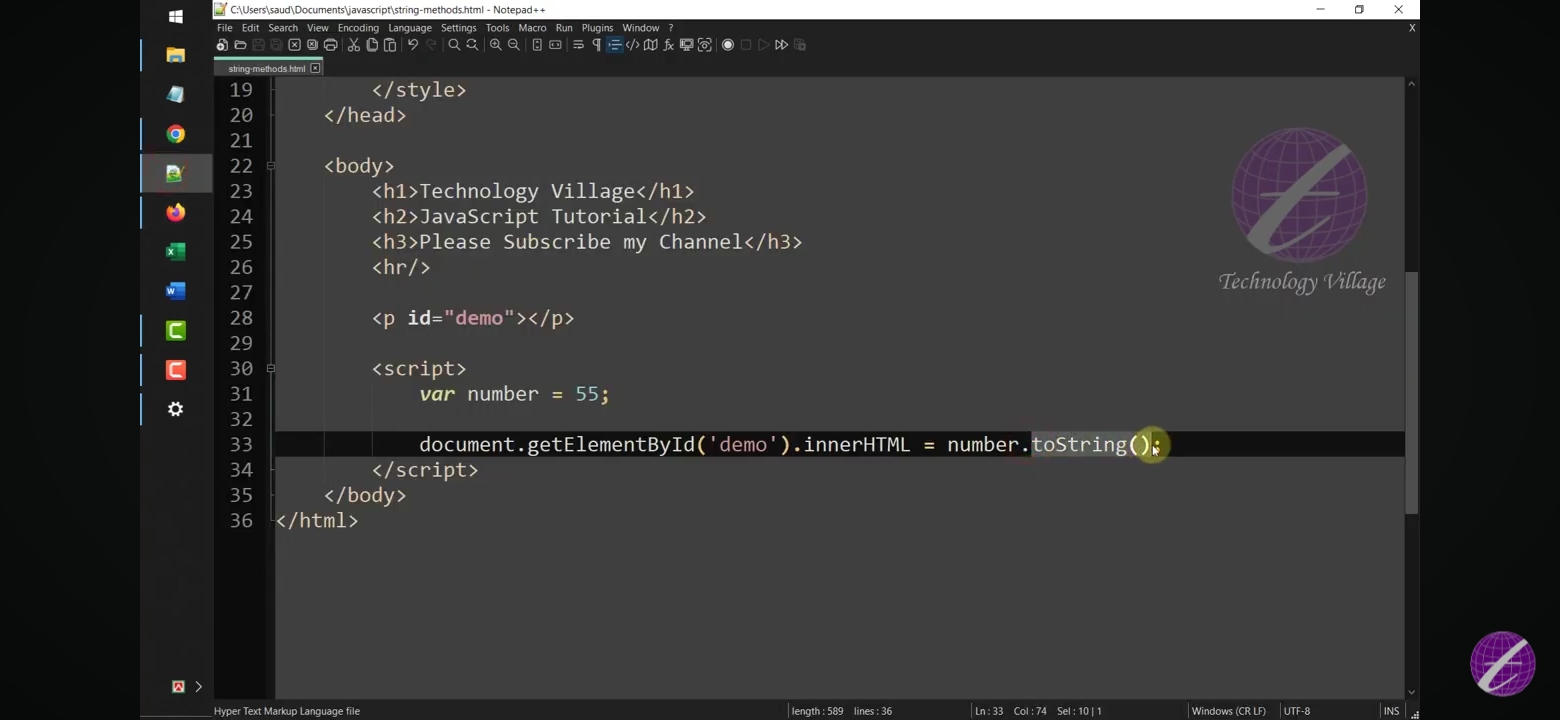 C:\Users\saud\Documents\javascript\string-methods.html - Notepad++
File Edit Search View Encoding Language Settings Tools Macro Run Plugins Window ? X
string-methods.html
19 </style>
20 </head>
21
22 <body>
23 <h1>Technology Village</h1>
24 <h2>JavaScript Tutorial</h2>
25 <h3>Please Subscribe my Channel</h3>
26 <hr/>
27
28 <p id="demo"></p>
29
30 <script>
31 var number = 55;
32
33 document.getElementById('demo').innerHTML = number.toString();
34 </script>
35 </body>
36 </html>
Technology Village
Hyper Text Markup Language file length : 589 lines : 36 Ln : 33 Col : 74 Sel : 10 | 1 Windows (CR LF) UTF-8 INS